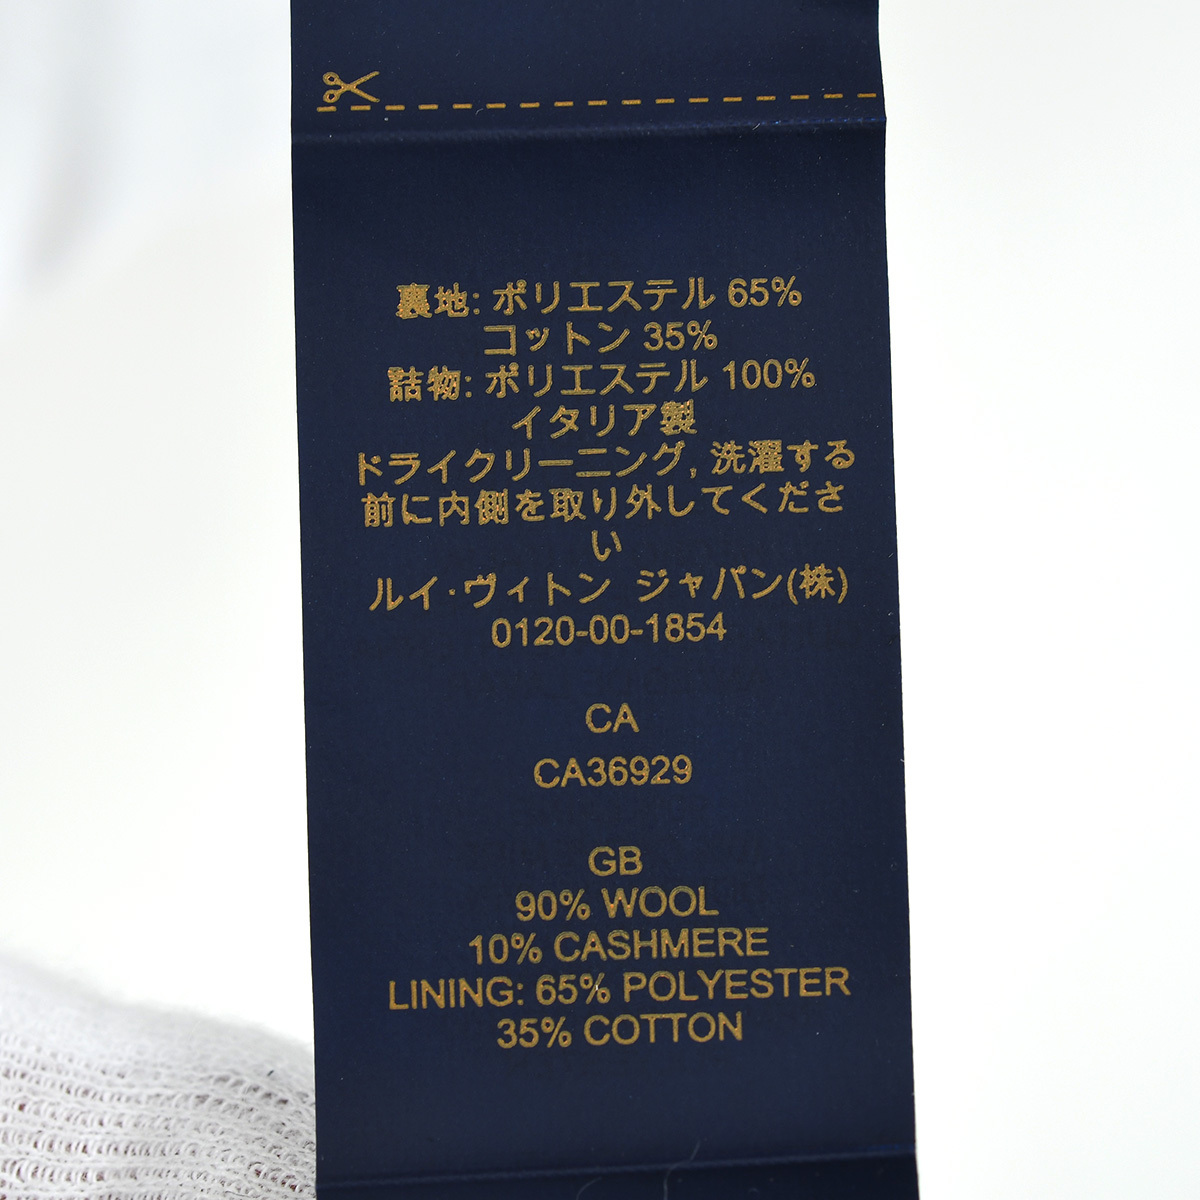 裏地: ポリエステル 65%
コットン 35%
詰物: ポリエステル 100%
イタリア製
ドライクリーニング, 洗濯する
前に内側を取り外してくださ
い
ルイ･ヴィトン ジャパン(株)
0120-00-1854
CA
CA36929
GB
90% WOOL
10% CASHMERE
LINING: 65% POLYESTER
35% COTTON